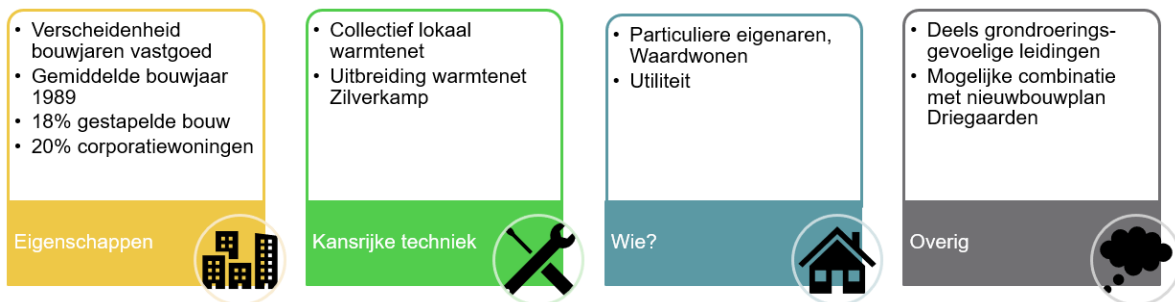 • Verscheidenheid
bouwjaren vastgoed
• Gemiddelde bouwjaar
1989
• 18% gestapelde bouw
• 20% corporatiewoningen
Eigenschappen
• Collectief lokaal
warmtenet
• Uitbreiding warmtenet
Zilverkamp
Kansrijke techniek
• Particuliere eigenaren,
Waardwonen
• Utiliteit
Wie?
• Deels grondroerings-
gevoelige leidingen
• Mogelijke combinatie
met nieuwbouwplan
Driegaarden
Overig